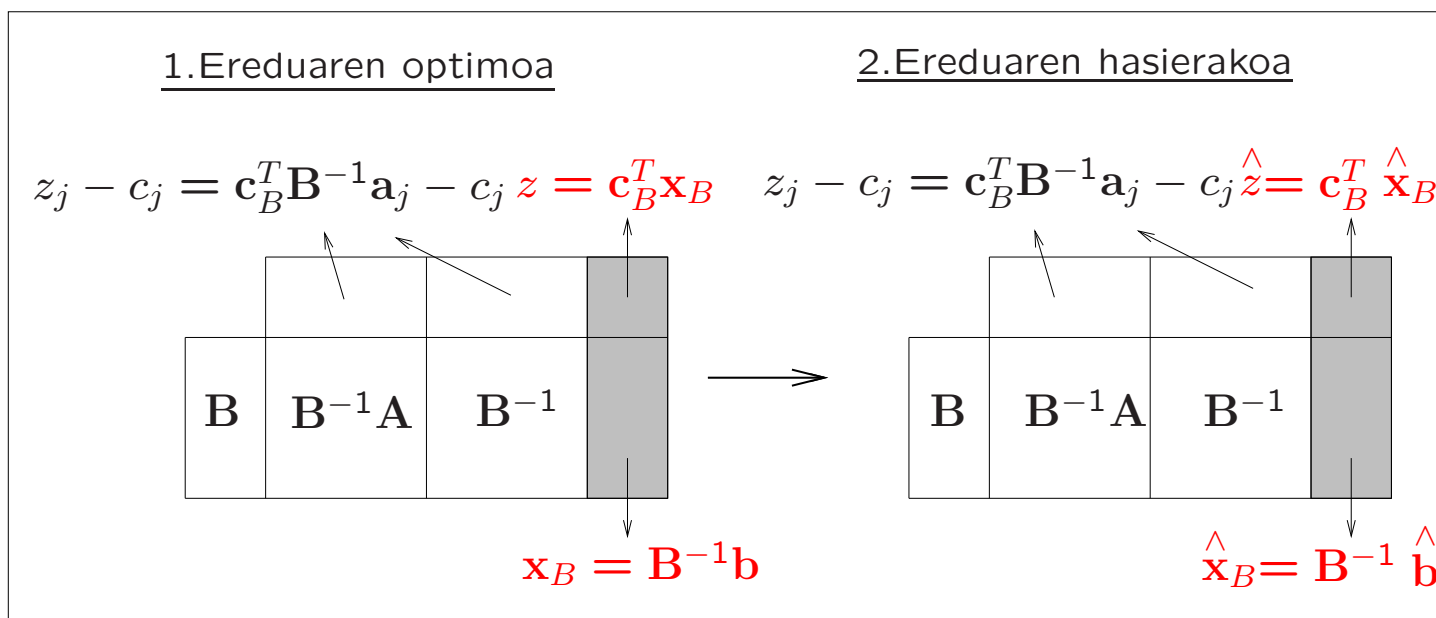 1.Ereduaren optimoa
2.Ereduaren hasierakoa
z_j − c_j = c_B^T B^{−1} a_j − c_j z = c_B^T x_B
z_j − c_j = c_B^T B^{−1} a_j − c_j ẑ = c_B^T x̂_B
B B^{−1}A B^{−1}
B B^{−1}A B^{−1}
x_B = B^{−1}b
x̂_B = B^{−1} b̂